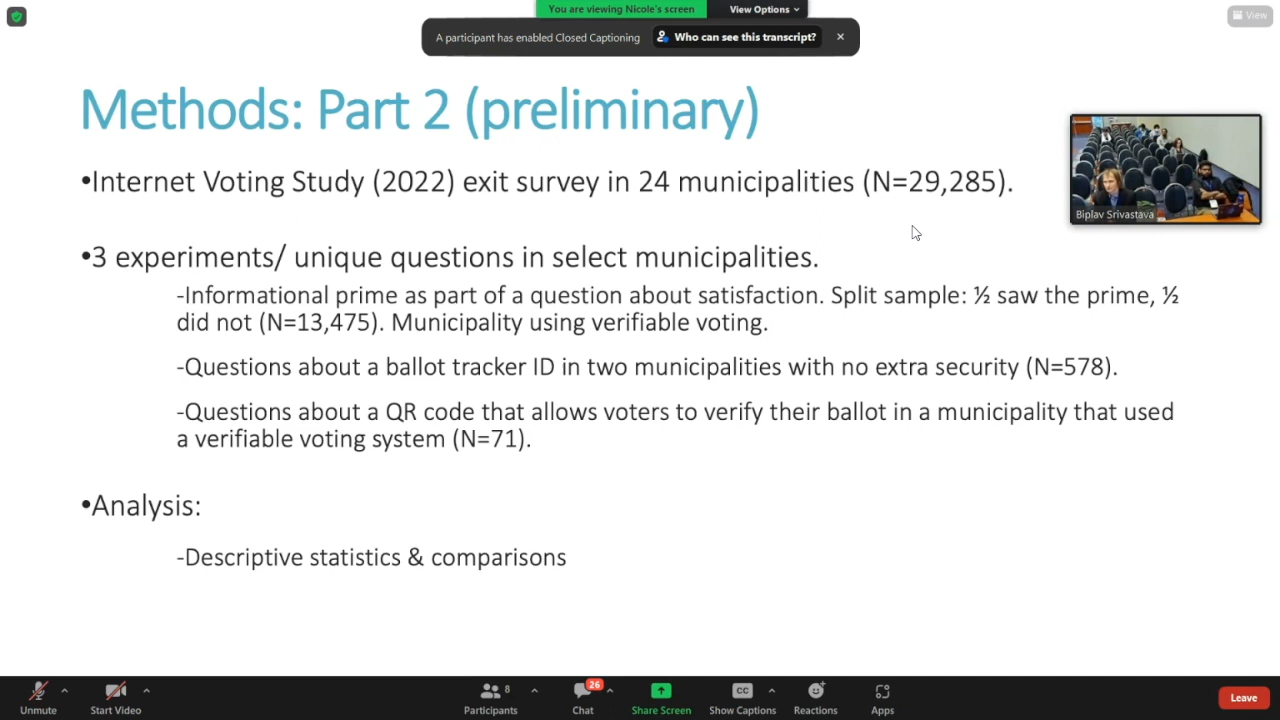 You are viewing Nicole's screen
View Options
View
A participant has enabled Closed Captioning
Who can see this transcript?
Methods: Part 2 (preliminary)
•Internet Voting Study (2022) exit survey in 24 municipalities (N=29,285).
Biplav Srivastava
•3 experiments/ unique questions in select municipalities.
-Informational prime as part of a question about satisfaction. Split sample: ½ saw the prime, ½
did not (N=13,475). Municipality using verifiable voting.
-Questions about a ballot tracker ID in two municipalities with no extra security (N=578).
-Questions about a QR code that allows voters to verify their ballot in a municipality that used
a verifiable voting system (N=71).
•Analysis:
-Descriptive statistics & comparisons
8
26
CC
Unmute
Start Video
Participants
Chat
Share Screen
Show Captions
Reactions
Apps
Leave